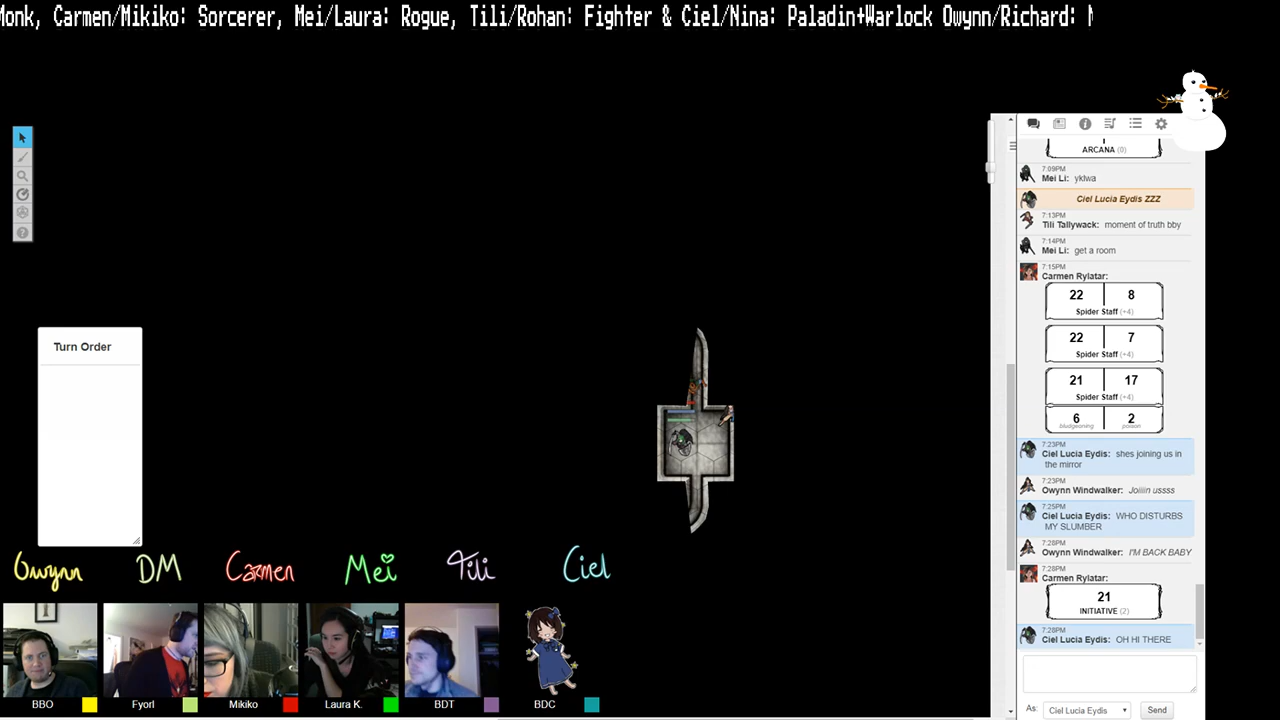 Monk, Carmen/Mikiko: Sorcerer, Mei/Laura: Rogue, Tili/Rohan: Fighter & Ciel/Nina: Paladin+Warlock Owynn/Richard:
ARCANA (0)
7:09PM
Mei Li: yklwa
Ciel Lucia Eydis ZZZ
7:13PM
Tili Tallywack: moment of truth bby
7:14PM
Mei Li: get a room
7:15PM
Carmen Rylatar:
22 8
Spider Staff (+4)
22 7
Spider Staff (+4)
21 17
Spider Staff (+4)
6 2
bludgeoning poison
7:23PM
Ciel Lucia Eydis: shes joining us in
the mirror
7:23PM
Owynn Windwalker: Joiiin ussss
7:25PM
Ciel Lucia Eydis: WHO DISTURBS
MY SLUMBER
7:28PM
Owynn Windwalker: I'M BACK BABY
7:28PM
Carmen Rylatar:
21
INITIATIVE (2)
7:28PM
Ciel Lucia Eydis: OH HI THERE
As: Ciel Lucia Eydis Send
Turn Order
Owynn DM Carmen Mei Tili Ciel
BBO Fyorl Mikiko Laura K. BDT BDC